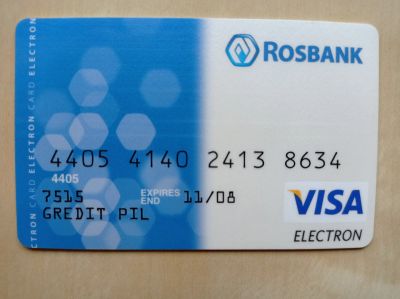 ROSBANK
CTRON CARD ELECTRON CARD ELECTRON
4405 4140 2413 8634
4405
7515 EXPIRES END 11/08
GREDIT PIL
VISA
ELECTRON